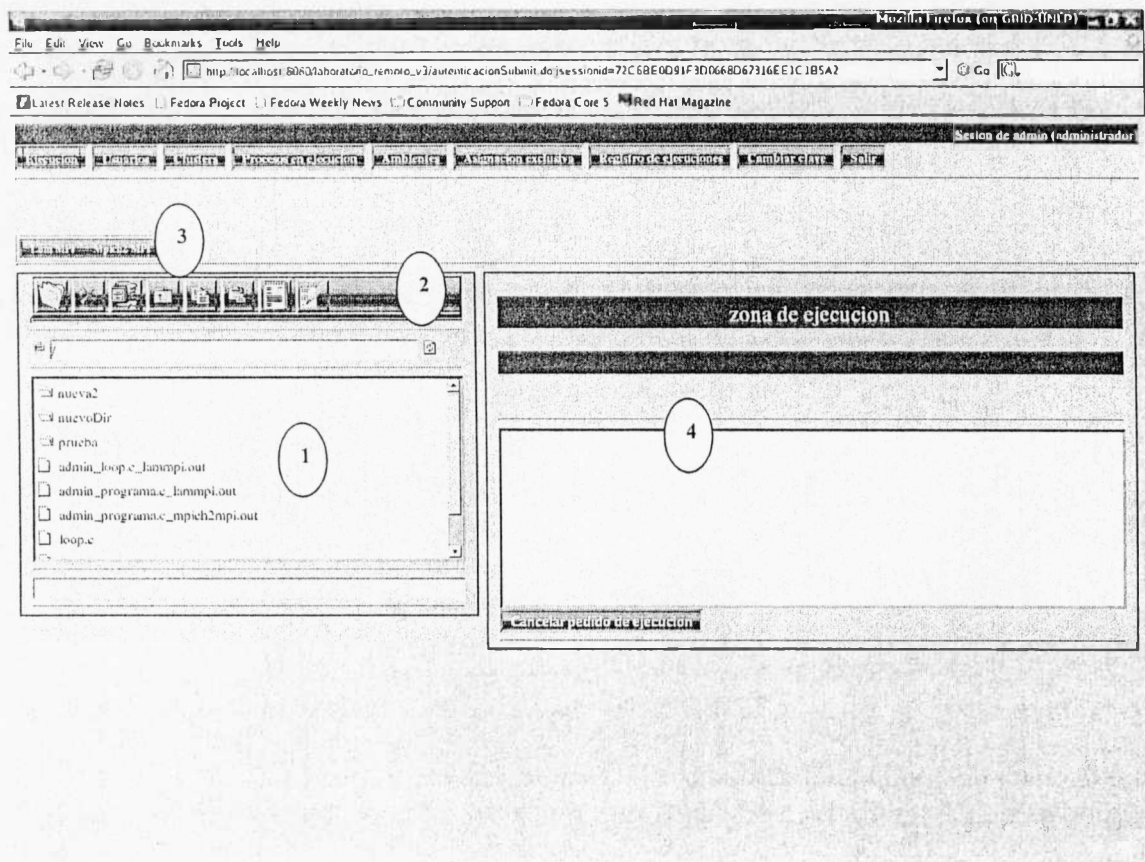 Mozilla Firefox (on GRID-UNLP)
File Edit View Go Bookmarks Tools Help
http://localhost:8080/laboratorio_remoto_v3/autenticacionSubmit.do;jsessionid=72C6BE0D91F3D0668D67316EE1C1B5A2 Go
Latest Release Notes Fedora Project Fedora Weekly News Community Support Fedora Core 5 Red Hat Magazine
Sesion de admin (administrador
Ejecucion Usuarios Clusters Procesos en ejecucion Ambientes Asignacion exclusiva Registro de ejecuciones Cambiar clave Salir
3
2
zona de ejecucion
/
nueva2
nuevoDir
prueba
4
1
admin_loop.c_lammpi.out
admin_programa.c_lammpi.out
admin_programa.c_mpich2mpi.out
loop.c
Cancelar pedido de ejecucion